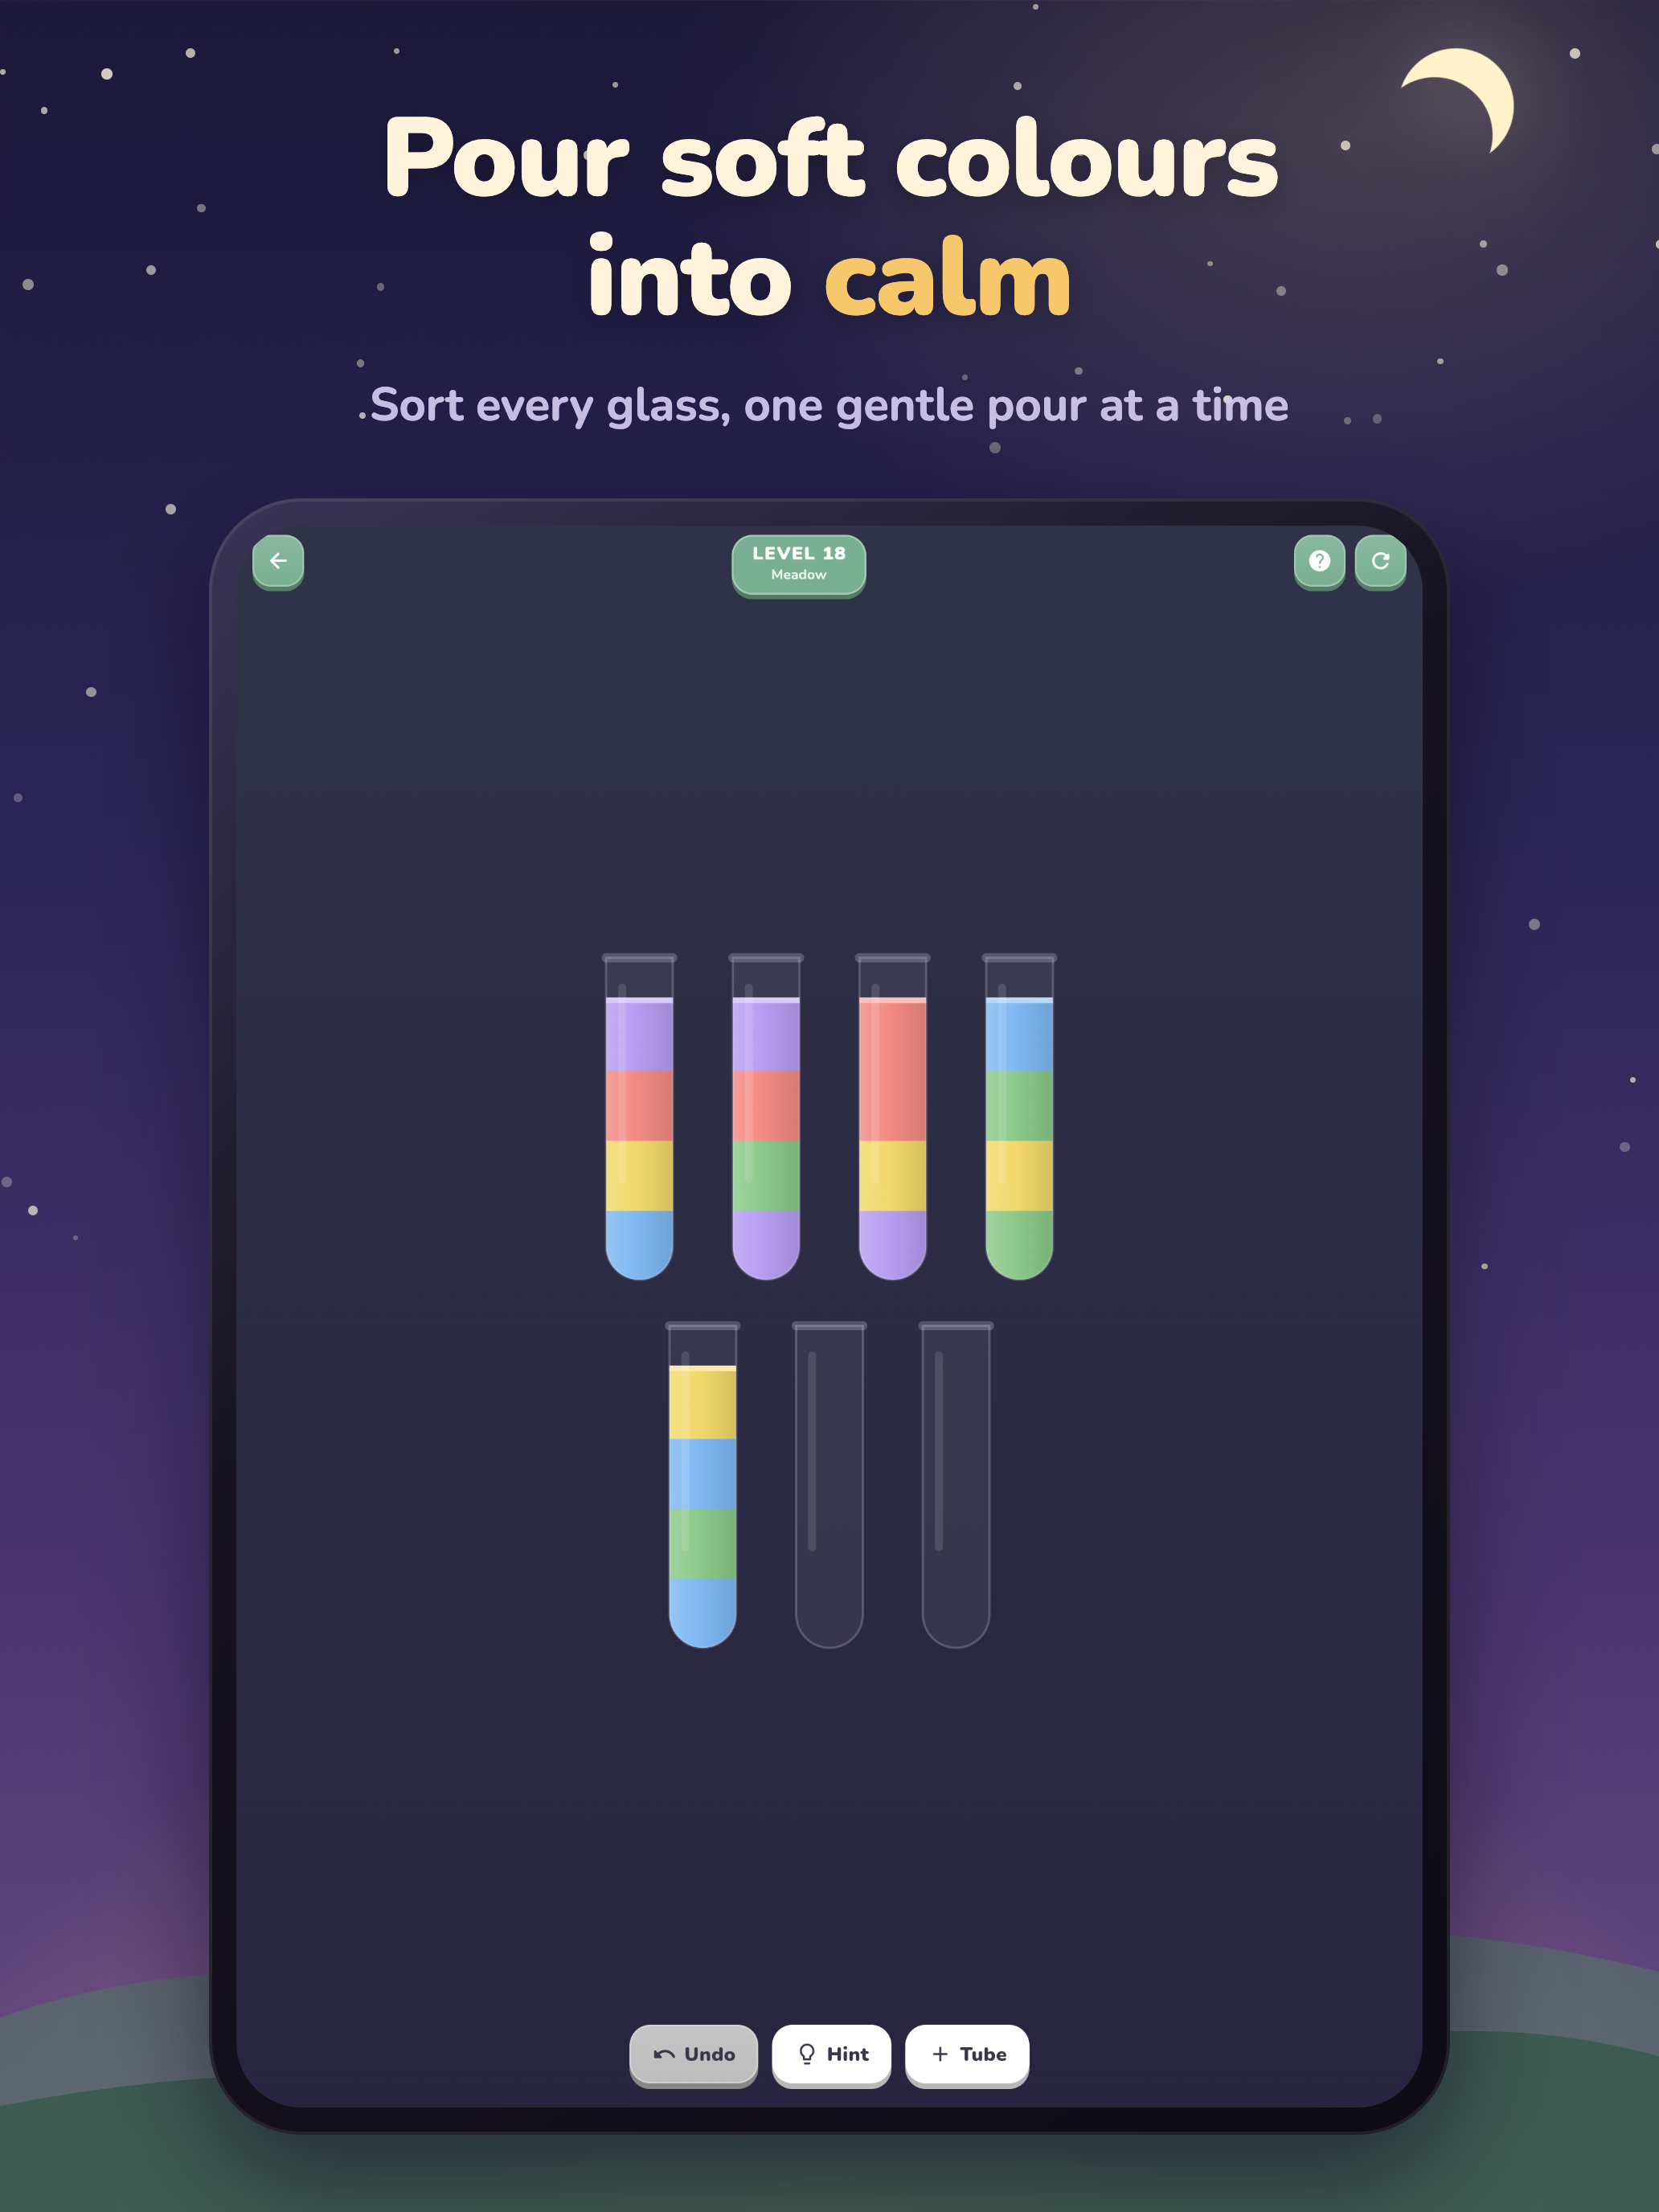 Pour soft colours
into calm
Sort every glass, one gentle pour at a time
LEVEL 18
Meadow
Undo
Hint
Tube